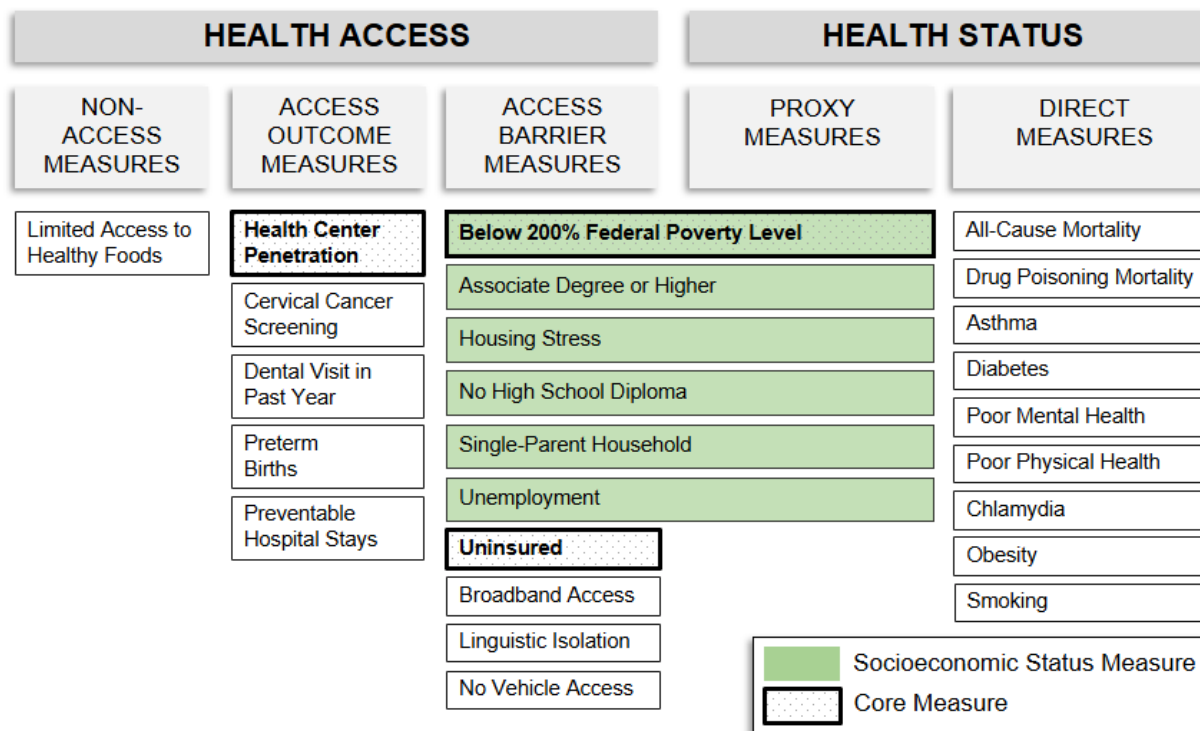 HEALTH ACCESS
HEALTH STATUS
NON-
ACCESS
MEASURES
ACCESS
OUTCOME
MEASURES
ACCESS
BARRIER
MEASURES
PROXY
MEASURES
DIRECT
MEASURES
Limited Access to
Healthy Foods
Health Center
Penetration
Cervical Cancer
Screening
Dental Visit in
Past Year
Preterm
Births
Preventable
Hospital Stays
Below 200% Federal Poverty Level
Associate Degree or Higher
Housing Stress
No High School Diploma
Single-Parent Household
Unemployment
Uninsured
Broadband Access
Linguistic Isolation
No Vehicle Access
All-Cause Mortality
Drug Poisoning Mortality
Asthma
Diabetes
Poor Mental Health
Poor Physical Health
Chlamydia
Obesity
Smoking
Socioeconomic Status Measure
Core Measure